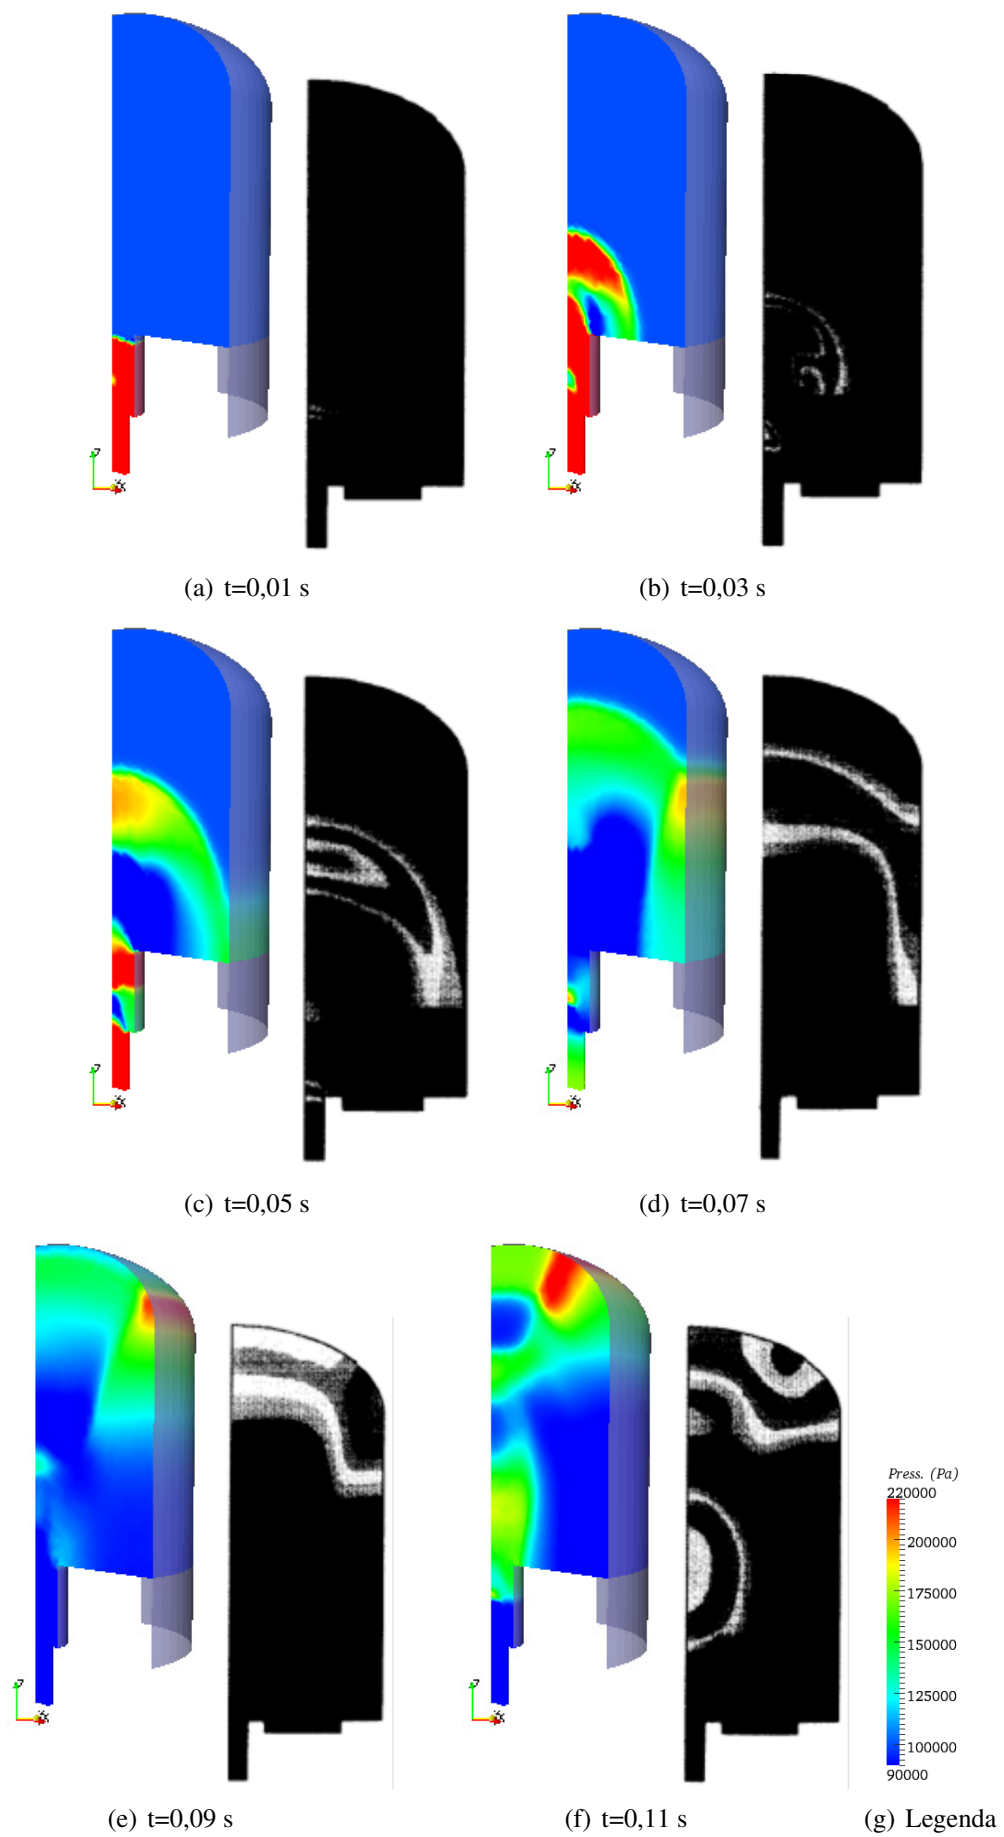 (a) t=0,01 s
(b) t=0,03 s
(c) t=0,05 s
(d) t=0,07 s
Press. (Pa)
220000
200000
175000
150000
125000
100000
90000
(e) t=0,09 s
(f) t=0,11 s
(g) Legenda